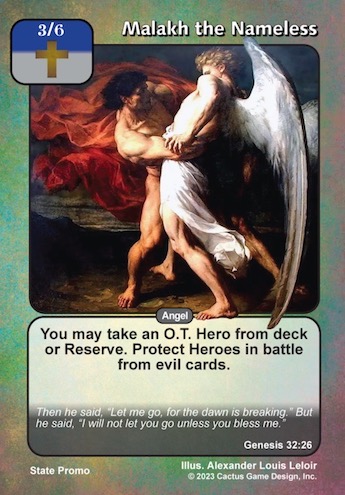 3/6
Malakh the Nameless
Angel
You may take an O.T. Hero from deck
or Reserve. Protect Heroes in battle
from evil cards.
Then he said, “Let me go, for the dawn is breaking.” But
he said, “I will not let you go unless you bless me.”
Genesis 32:26
State Promo
Illus. Alexander Louis Leloir
© 2023 Cactus Game Design, Inc.